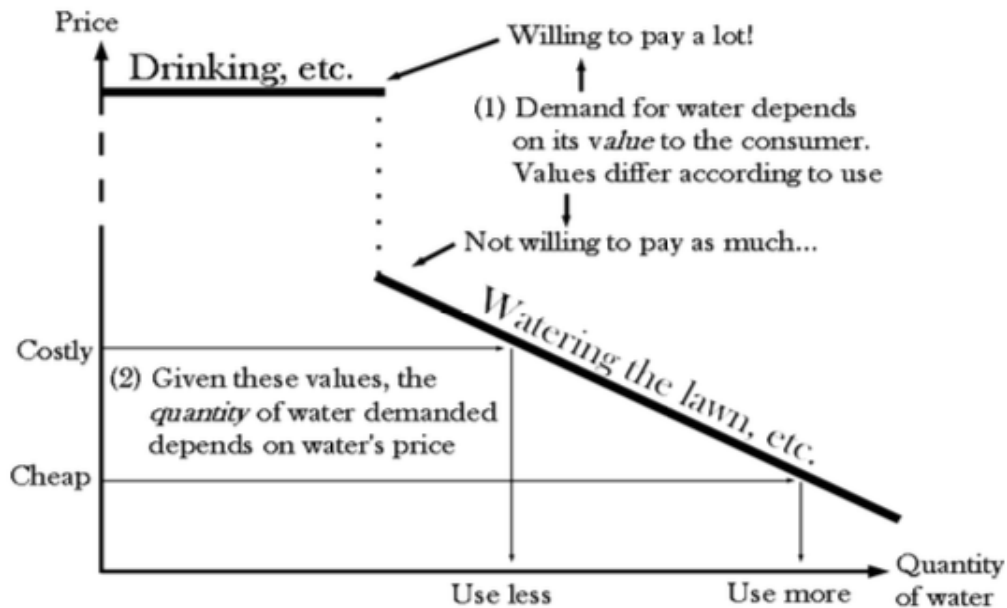 Price
Willing to pay a lot!
Drinking, etc.
(1) Demand for water depends
on its value to the consumer.
Values differ according to use
Not willing to pay as much...
Watering the lawn, etc.
Costly
(2) Given these values, the
quantity of water demanded
depends on water's price
Cheap
Use less
Use more
Quantity
of water